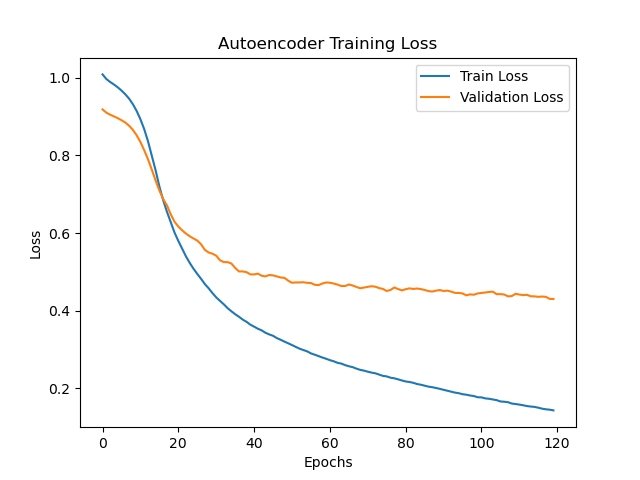 Autoencoder Training Loss
Train Loss
Validation Loss
1.0
0.8
0.6
0.4
0.2
Loss
0 20 40 60 80 100 120
Epochs